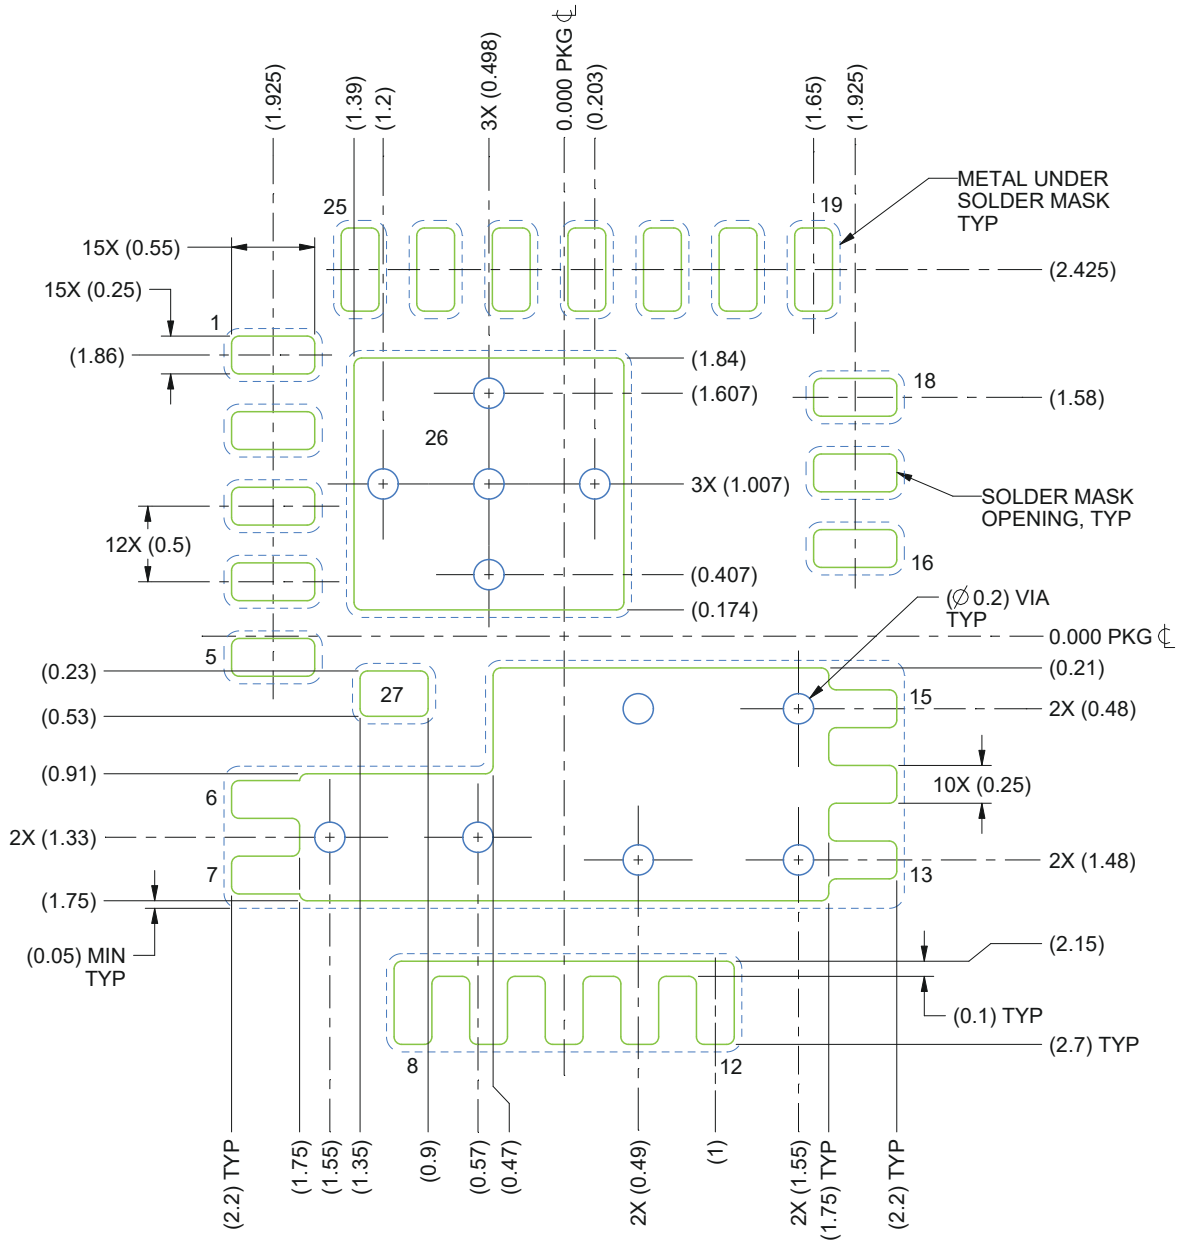 0.000 PKG ℄
(1.925)
(1.39)
(1.2)
3X (0.498)
(0.203)
(1.65)
(1.925)
METAL UNDER
SOLDER MASK
TYP
25
19
15X (0.55)
(2.425)
15X (0.25)
1
(1.86)
(1.84)
18
(1.607)
(1.58)
26
3X (1.007)
SOLDER MASK
OPENING, TYP
12X (0.5)
16
(0.407)
(∅ 0.2) VIA
TYP
(0.174)
0.000 PKG ℄
5
(0.23)
(0.21)
27
15
(0.53)
2X (0.48)
(0.91)
10X (0.25)
6
2X (1.33)
2X (1.48)
7
13
(1.75)
(0.05) MIN
TYP
(2.15)
(0.1) TYP
(2.7) TYP
8
12
(2.2) TYP
(1.75)
(1.55)
(1.35)
(0.9)
(0.57)
(0.47)
2X (0.49)
(1)
2X (1.55)
(1.75) TYP
(2.2) TYP